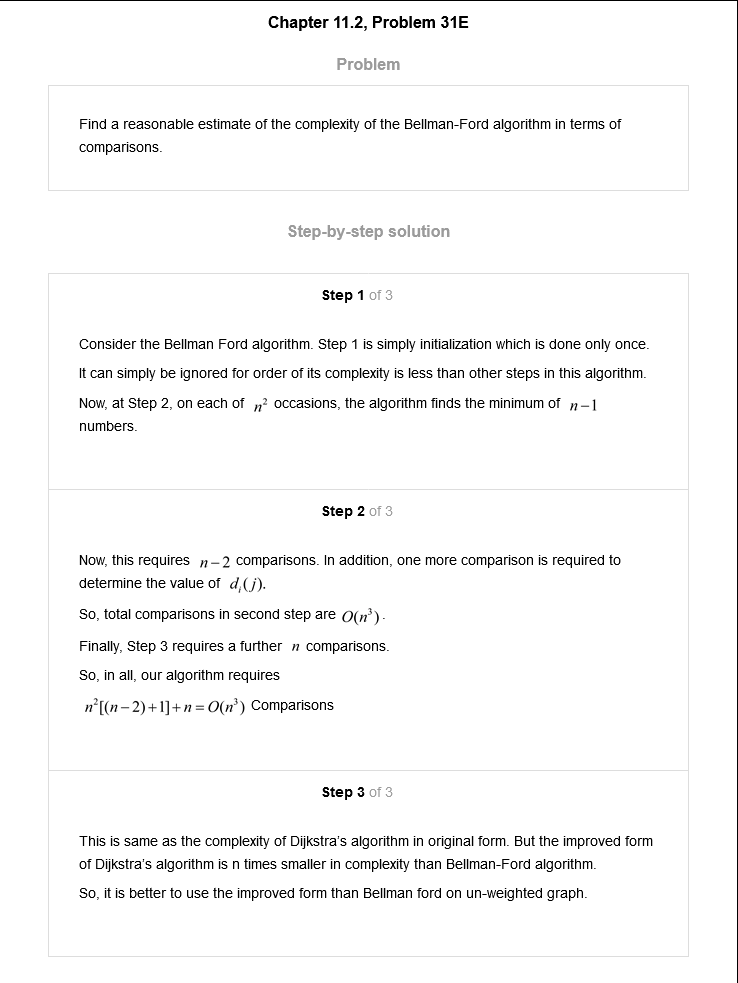 Chapter 11.2, Problem 31E
Problem
Find a reasonable estimate of the complexity of the Bellman-Ford algorithm in terms of
comparisons.
Step-by-step solution
Step 1 of 3
Consider the Bellman Ford algorithm. Step 1 is simply initialization which is done only once.
It can simply be ignored for order of its complexity is less than other steps in this algorithm.
Now, at Step 2, on each of n² occasions, the algorithm finds the minimum of n−1
numbers.
Step 2 of 3
Now, this requires n−2 comparisons. In addition, one more comparison is required to
determine the value of dᵢ(j).
So, total comparisons in second step are O(n³).
Finally, Step 3 requires a further n comparisons.
So, in all, our algorithm requires
n²[(n−2)+1]+n=O(n³) Comparisons
Step 3 of 3
This is same as the complexity of Dijkstra's algorithm in original form. But the improved form
of Dijkstra's algorithm is n times smaller in complexity than Bellman-Ford algorithm.
So, it is better to use the improved form than Bellman ford on un-weighted graph.